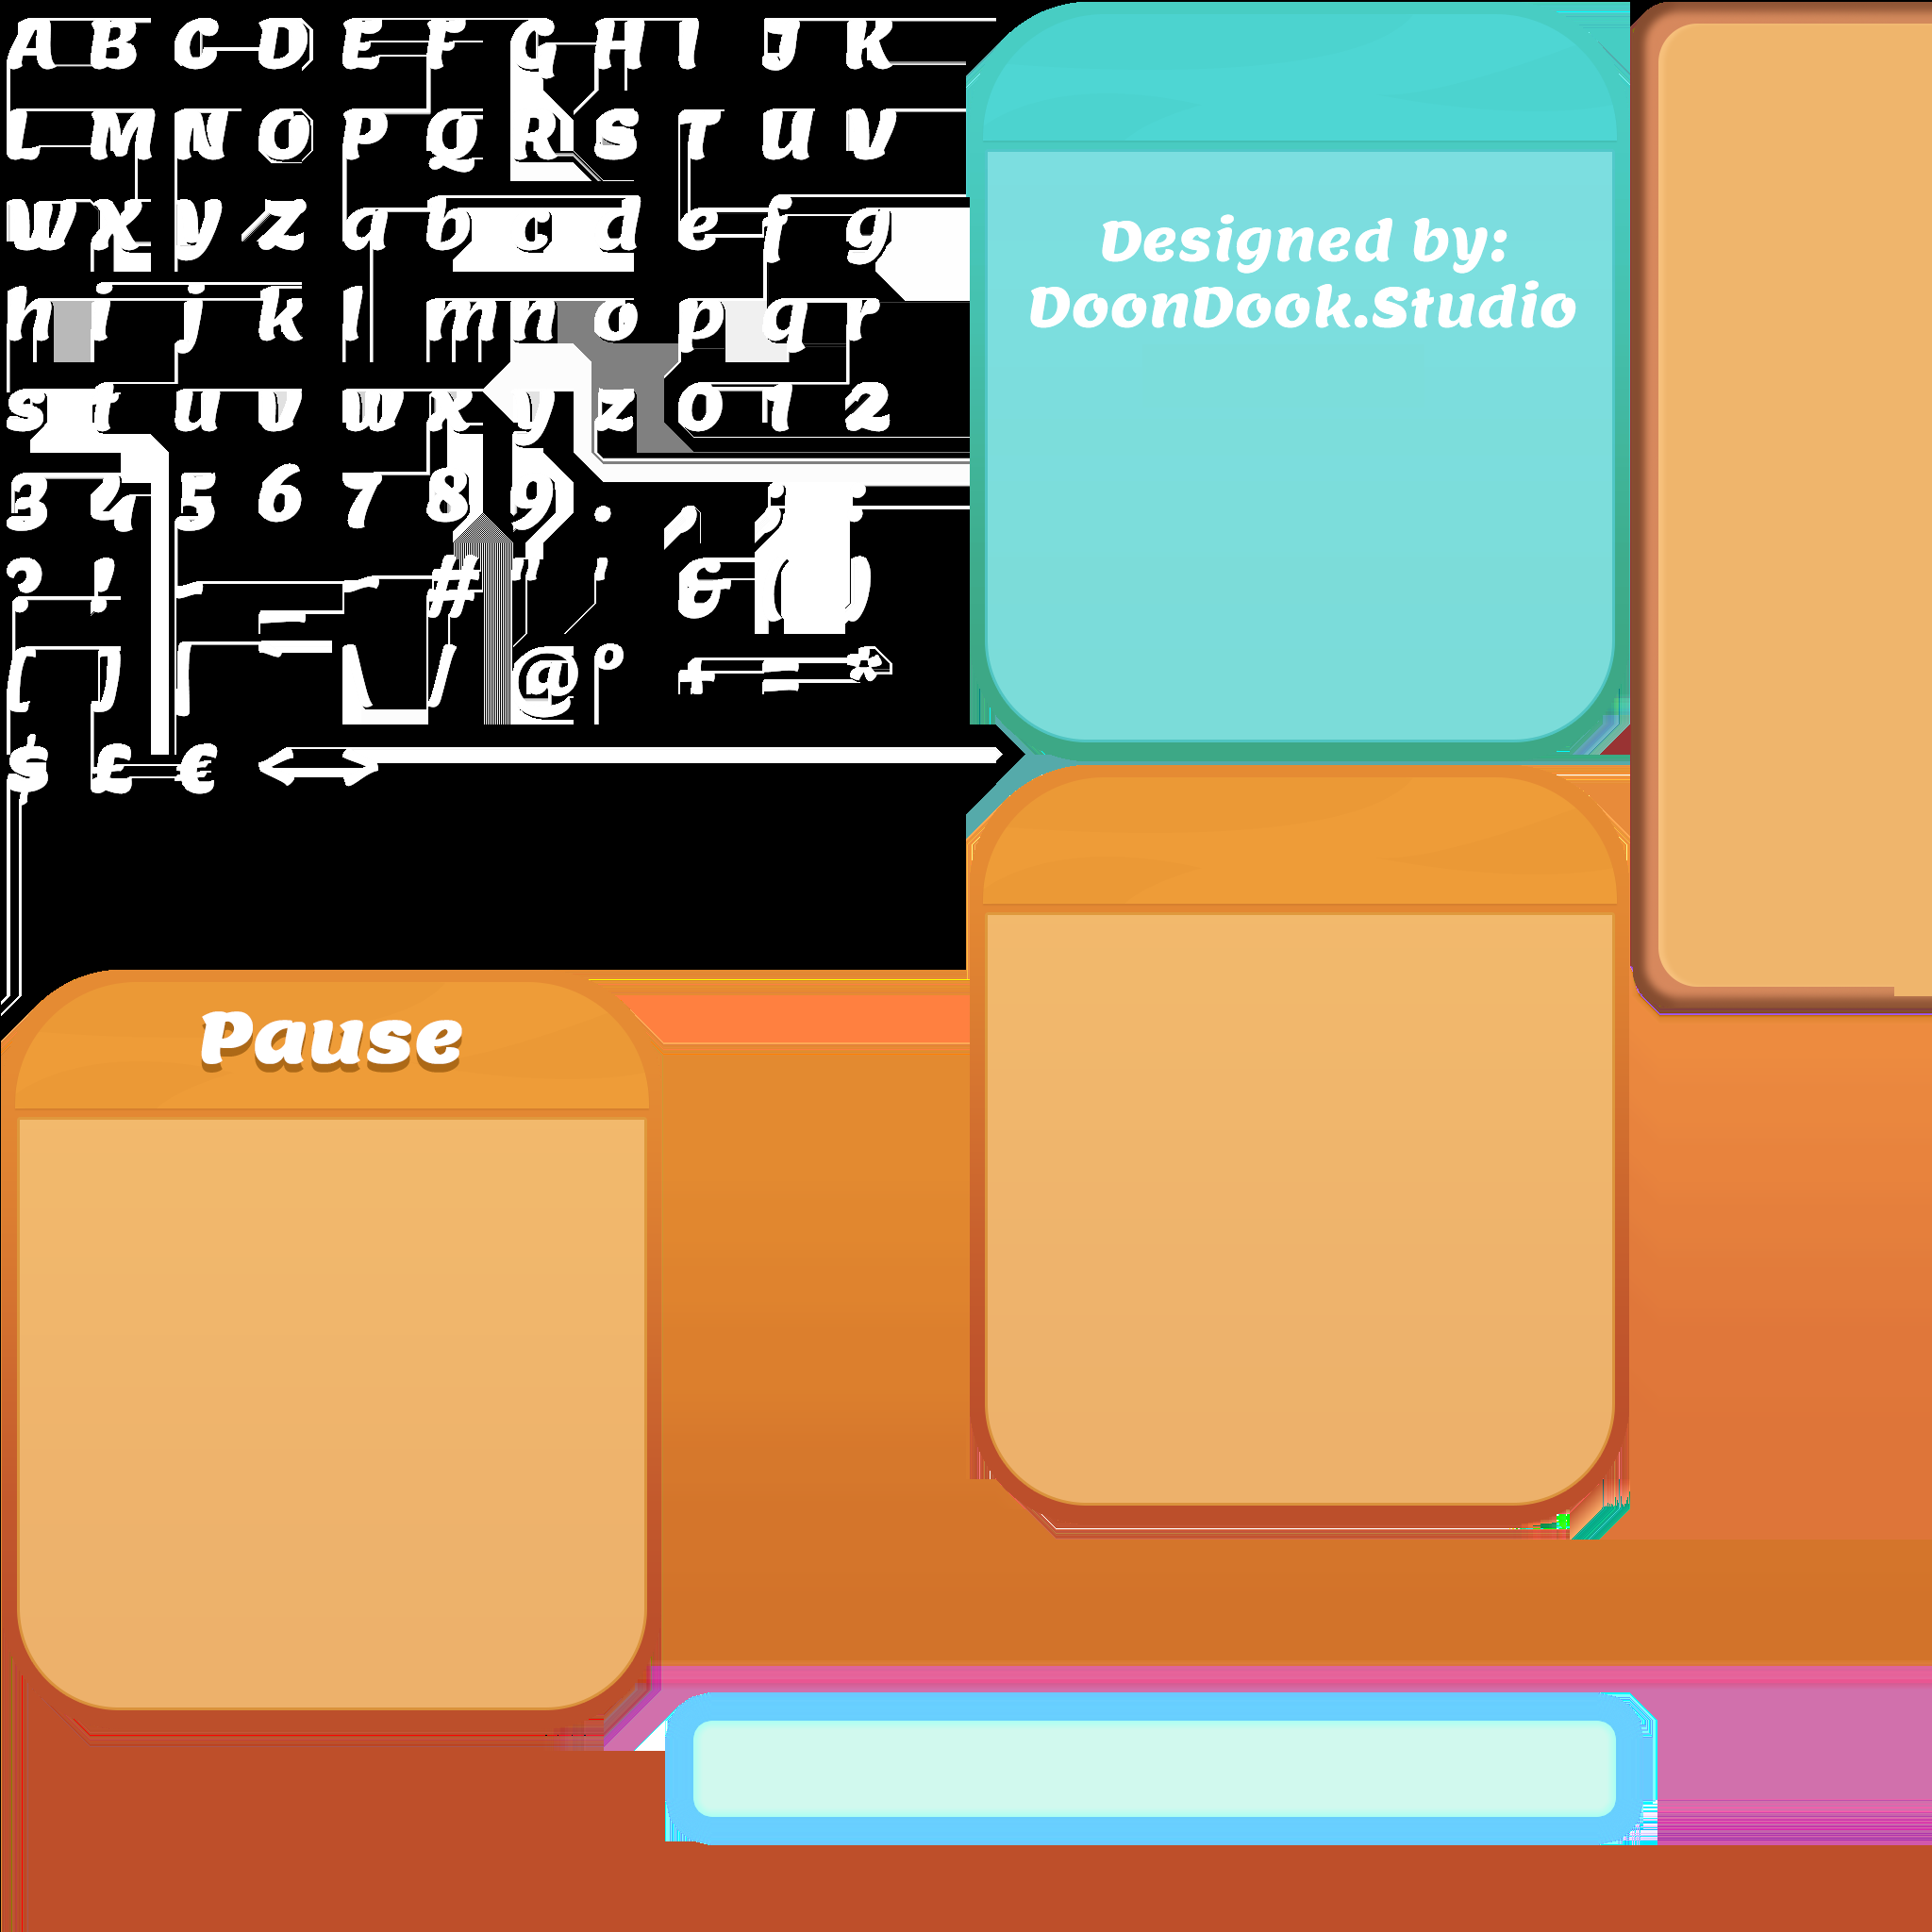 A B C D E F G H I J K
L M N O P Q R S T U V
W X Y Z a b c d e f g
h i j k l m n o p q r
s t u v w x y z 0 1 2
3 4 5 6 7 8 9 . , ; :
? ! - _ ~ # " ' & ( )
[ ] | \ / @ ° + = *
$ £ € < >
Designed by:
DoonDook.Studio
Pause